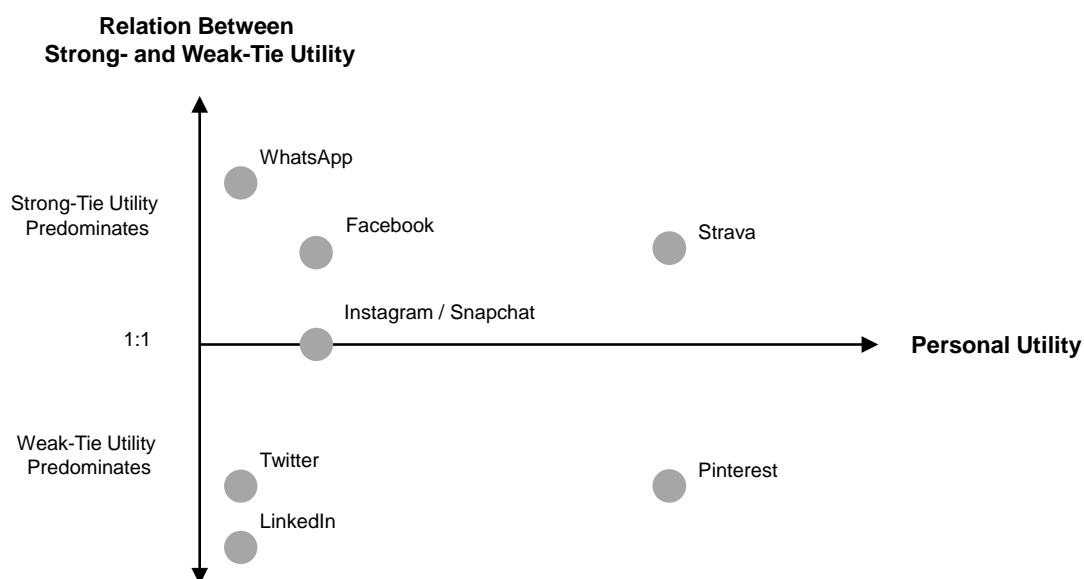 Relation Between
Strong- and Weak-Tie Utility
WhatsApp
Strong-Tie Utility
Predominates
Facebook
Strava
Instagram / Snapchat
1:1
Personal Utility
Weak-Tie Utility
Predominates
Twitter
Pinterest
LinkedIn